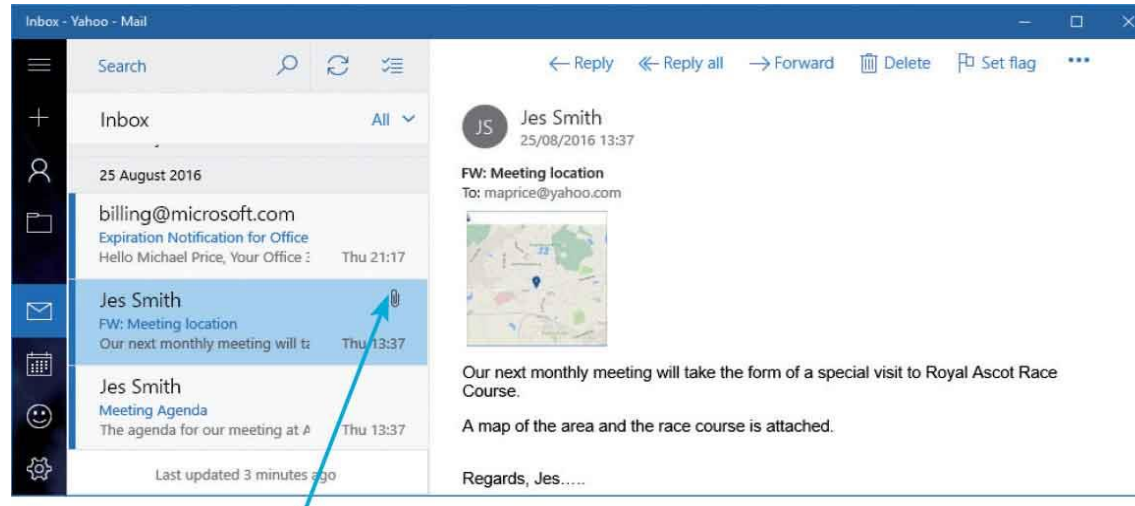 Inbox - Yahoo - Mail
Search
Inbox
All
25 August 2016
billing@microsoft.com
Expiration Notification for Office
Hello Michael Price, Your Office
Thu 21:17
Jes Smith
FW: Meeting location
Our next monthly meeting will ta
Thu 13:37
Jes Smith
Meeting Agenda
The agenda for our meeting at A
Thu 13:37
Last updated 3 minutes ago
Reply
Reply all
Forward
Delete
Set flag
•••
JS
Jes Smith
25/08/2016 13:37
FW: Meeting location
To: maprice@yahoo.com
Our next monthly meeting will take the form of a special visit to Royal Ascot Race
Course.
A map of the area and the race course is attached.
Regards, Jes.....